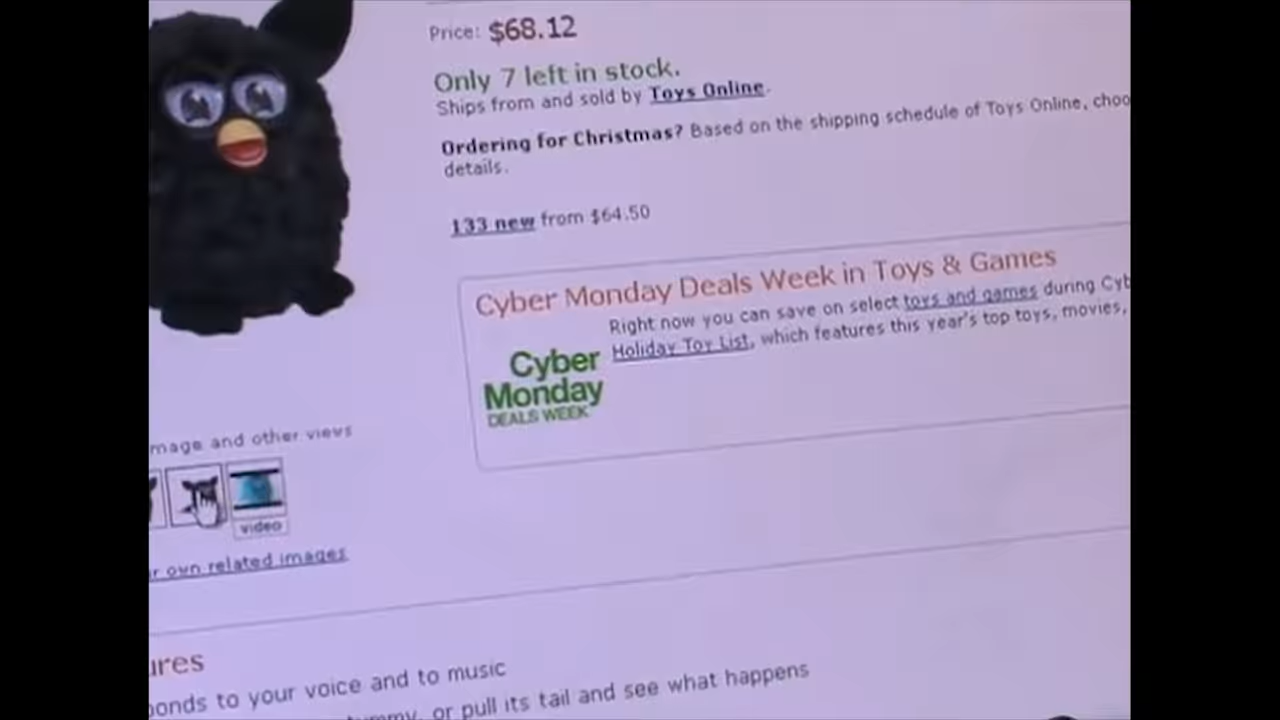 Price: $68.12
Only 7 left in stock.
Ships from and sold by Toys Online.
Ordering for Christmas? Based on the shipping schedule of Toys Online, choo
details.
133 new from $64.50
Cyber Monday Deals Week in Toys & Games
Right now you can save on select toys and games during Cyb
Holiday Toy List, which features this year's top toys, movies,
Cyber
Monday
DEALS WEEK
mage and other views
video
r own related images
ures
ponds to your voice and to music
ummy, or pull its tail and see what happens